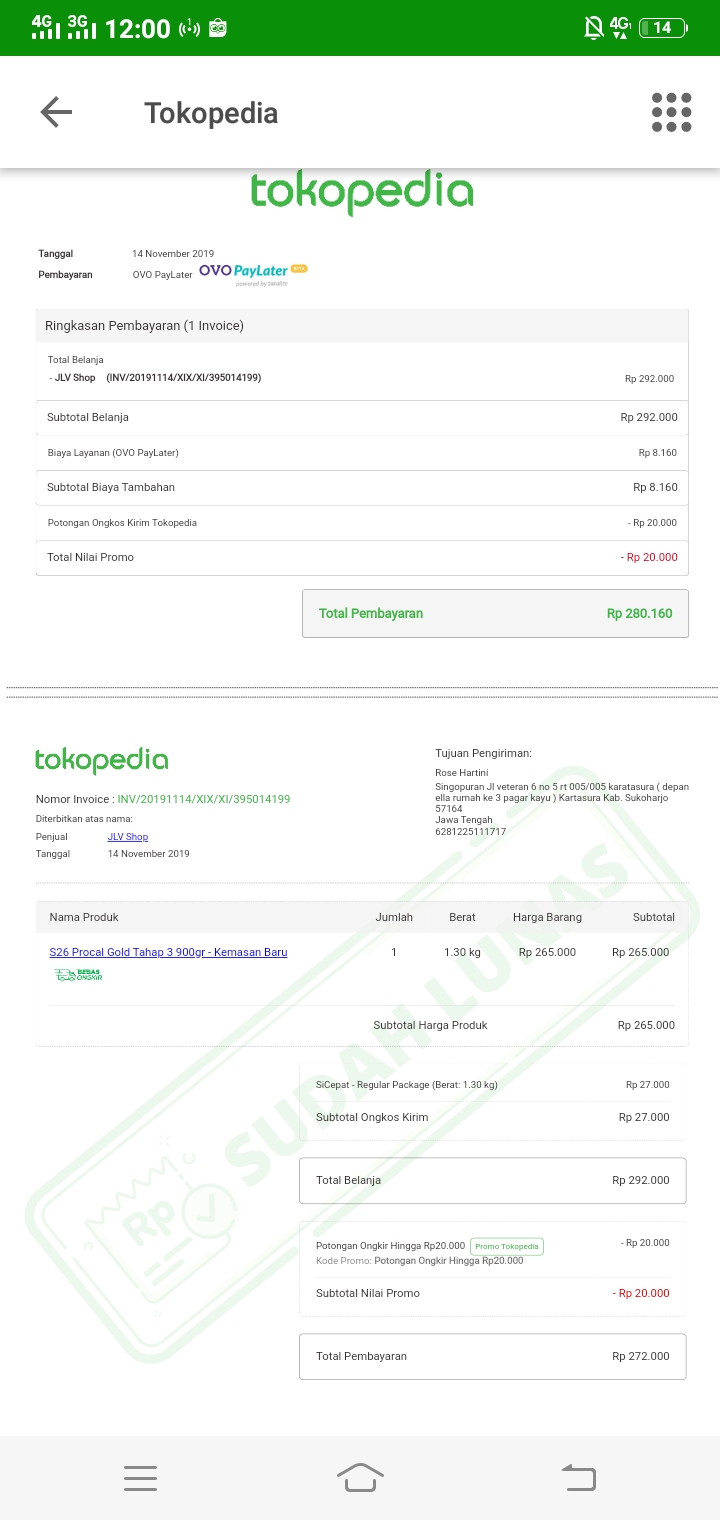 4G 3G 12:00 4G 14
Tokopedia
tokopedia
Tanggal 14 November 2019
Pembayaran OVO PayLater OVO PayLater BETA
powered by taralite
Ringkasan Pembayaran (1 Invoice)
Total Belanja
- JLV Shop (INV/20191114/XIX/XI/395014199) Rp 292.000
Subtotal Belanja Rp 292.000
Biaya Layanan (OVO PayLater) Rp 8.160
Subtotal Biaya Tambahan Rp 8.160
Potongan Ongkos Kirim Tokopedia - Rp 20.000
Total Nilai Promo - Rp 20.000
Total Pembayaran Rp 280.160
tokopedia
Nomor Invoice : INV/20191114/XIX/XI/395014199
Diterbitkan atas nama:
Penjual JLV Shop
Tanggal 14 November 2019
Tujuan Pengiriman:
Rose Hartini
Singopuran Jl veteran 6 no 5 rt 005/005 karatasura ( depan
ella rumah ke 3 pagar kayu ) Kartasura Kab. Sukoharjo
57164
Jawa Tengah
6281225111717
Nama Produk Jumlah Berat Harga Barang Subtotal
S26 Procal Gold Tahap 3 900gr - Kemasan Baru 1 1.30 kg Rp 265.000 Rp 265.000
BEBAS
ONGKIR
Subtotal Harga Produk Rp 265.000
SiCepat - Regular Package (Berat: 1.30 kg) Rp 27.000
Subtotal Ongkos Kirim Rp 27.000
Total Belanja Rp 292.000
Potongan Ongkir Hingga Rp20.000 Promo Tokopedia - Rp 20.000
Kode Promo: Potongan Ongkir Hingga Rp20.000
Subtotal Nilai Promo - Rp 20.000
Total Pembayaran Rp 272.000
Rp SUDAH LUNAS